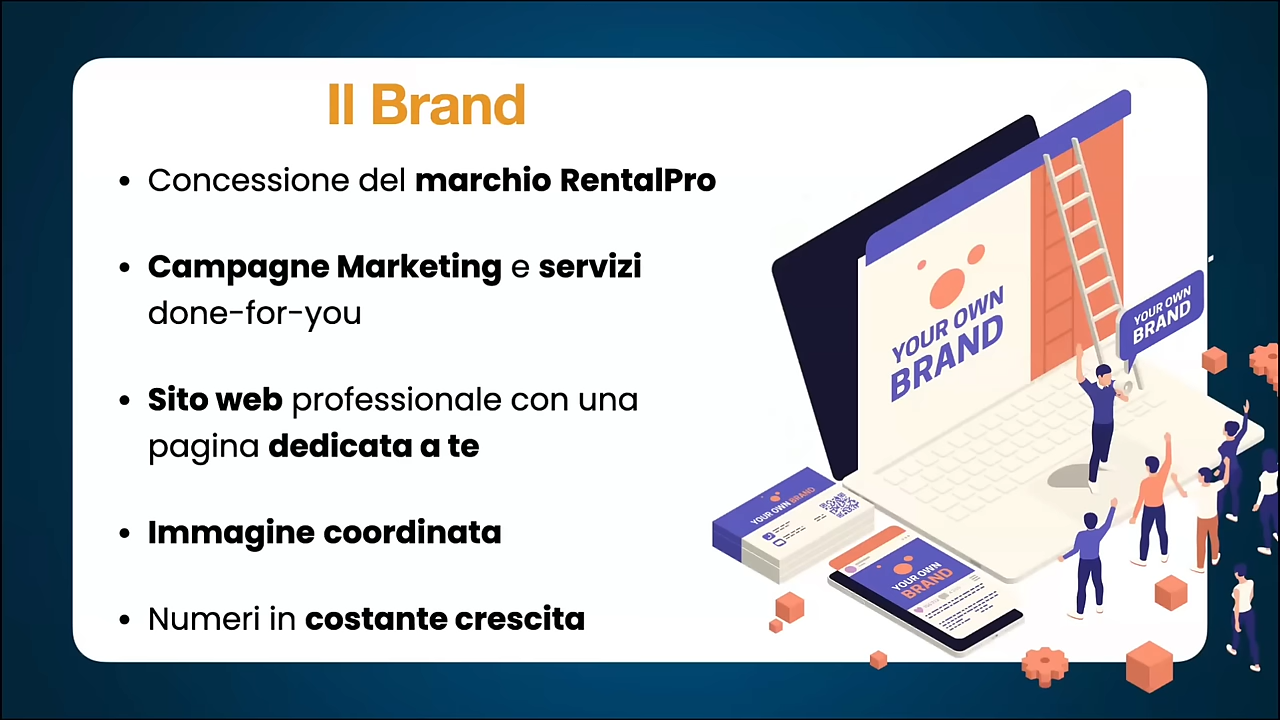 Il Brand
• Concessione del marchio RentalPro
• Campagne Marketing e servizi
done-for-you
• Sito web professionale con una
pagina dedicata a te
• Immagine coordinata
• Numeri in costante crescita
YOUR OWN
BRAND
YOUR OWN
BRAND
YOUR OWN BRAND
YOUR OWN
BRAND